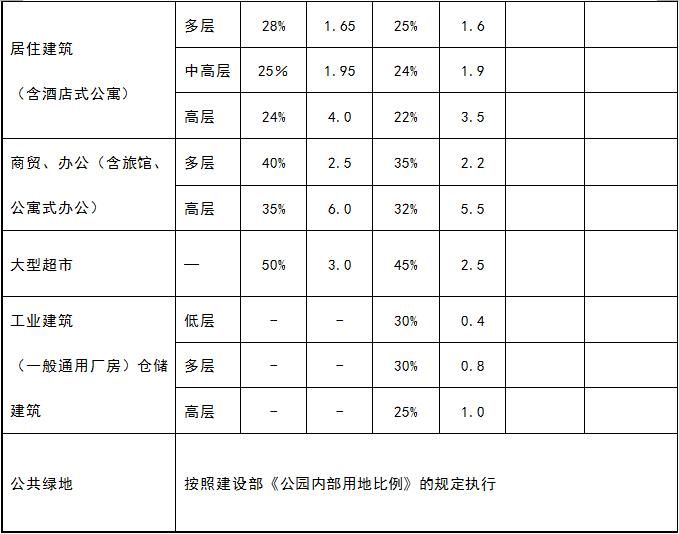 居住建筑
（含酒店式公寓）
多层 28% 1.65 25% 1.6
中高层 25% 1.95 24% 1.9
高层 24% 4.0 22% 3.5
商贸、办公（含旅馆、
公寓式办公）
多层 40% 2.5 35% 2.2
高层 35% 6.0 32% 5.5
大型超市 — 50% 3.0 45% 2.5
工业建筑
（一般通用厂房）仓储
建筑
低层 - - 30% 0.4
多层 - - 30% 0.8
高层 - - 25% 1.0
公共绿地 按照建设部《公园内部用地比例》的规定执行